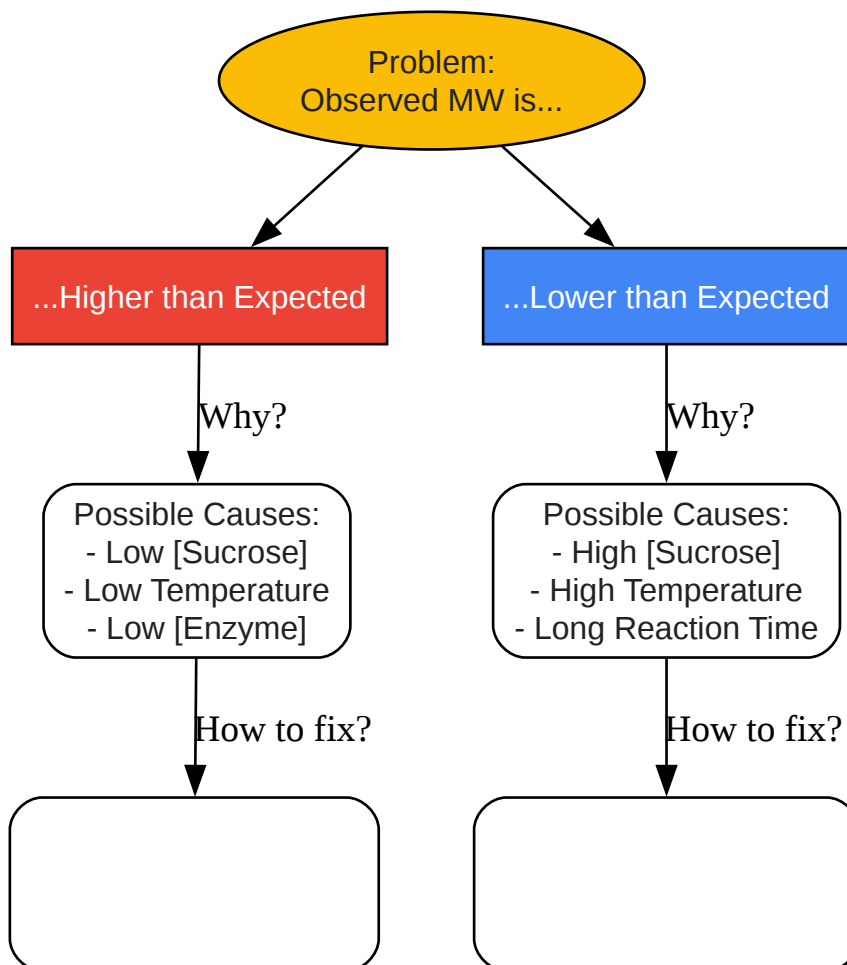 Problem:
Observed MW is...
...Higher than Expected
...Lower than Expected
Why?
Why?
Possible Causes:
- Low [Sucrose]
- Low Temperature
- Low [Enzyme]
Possible Causes:
- High [Sucrose]
- High Temperature
- Long Reaction Time
How to fix?
How to fix?